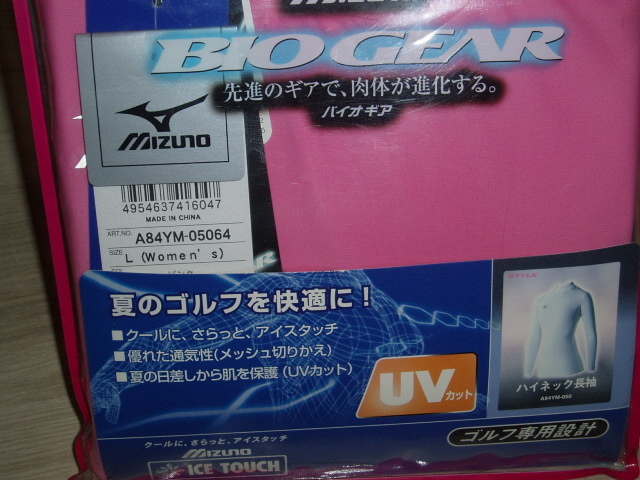 MIZUNO
BIO GEAR
先進のギアで、肉体が進化する。
バイオギア
MIZUNO
4954637416047
MADE IN CHINA
ART.NO. A84YM-05064
SIZE L (Women's)
夏のゴルフを快適に!
■クールに、さらっと、アイスタッチ
■優れた通気性(メッシュ切りかえ)
■夏の日差しから肌を保護(UVカット)
UVカット
STYLE
ハイネック長袖
A84YM-050
ゴルフ専用設計
クールに、さらっと、アイスタッチ
MIZUNO
ICE TOUCH